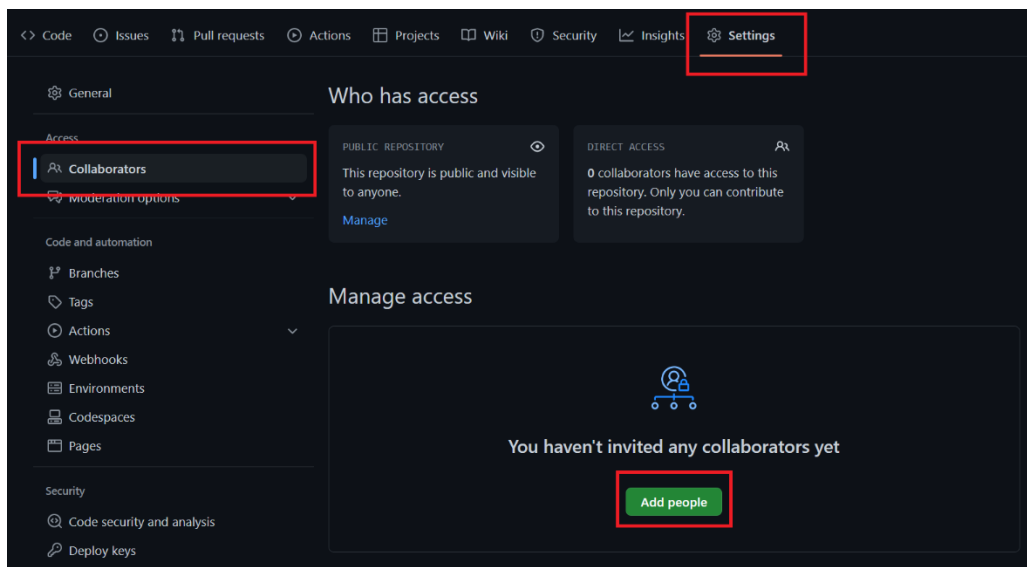 Code Issues Pull requests Actions Projects Wiki Security Insights Settings
General
Access
Collaborators
Moderation options
Code and automation
Branches
Tags
Actions
Webhooks
Environments
Codespaces
Pages
Security
Code security and analysis
Deploy keys
Who has access
PUBLIC REPOSITORY
This repository is public and visible
to anyone.
Manage
DIRECT ACCESS
0 collaborators have access to this
repository. Only you can contribute
to this repository.
Manage access
You haven't invited any collaborators yet
Add people